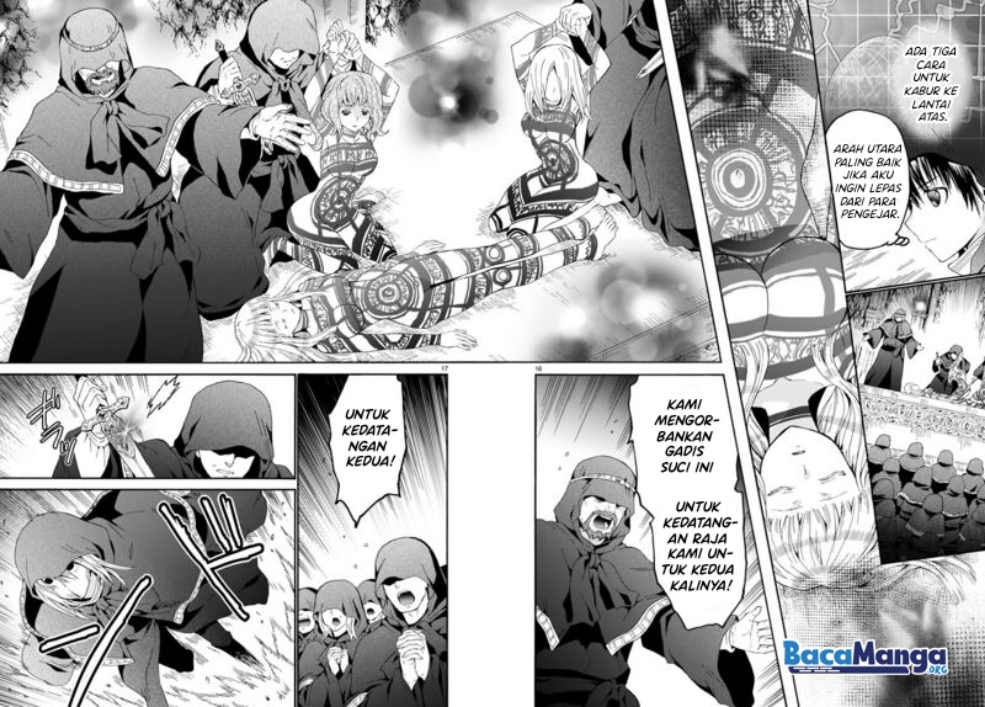 ADA TIGA
CARA
UNTUK
KABUR KE
LANTAI
ATAS.
ARAH UTARA
PALING BAIK
JIKA AKU
INGIN LEPAS
DARI PARA
PENGEJAR.
16
KAMI
MENGOR-
BANKAN
GADIS
SUCI INI
UNTUK
KEDATANG-
AN RAJA
KAMI UN-
TUK KEDUA
KALINYA!
17
UNTUK
KEDATA-
NGAN
KEDUA!
BacaManga
.ORG